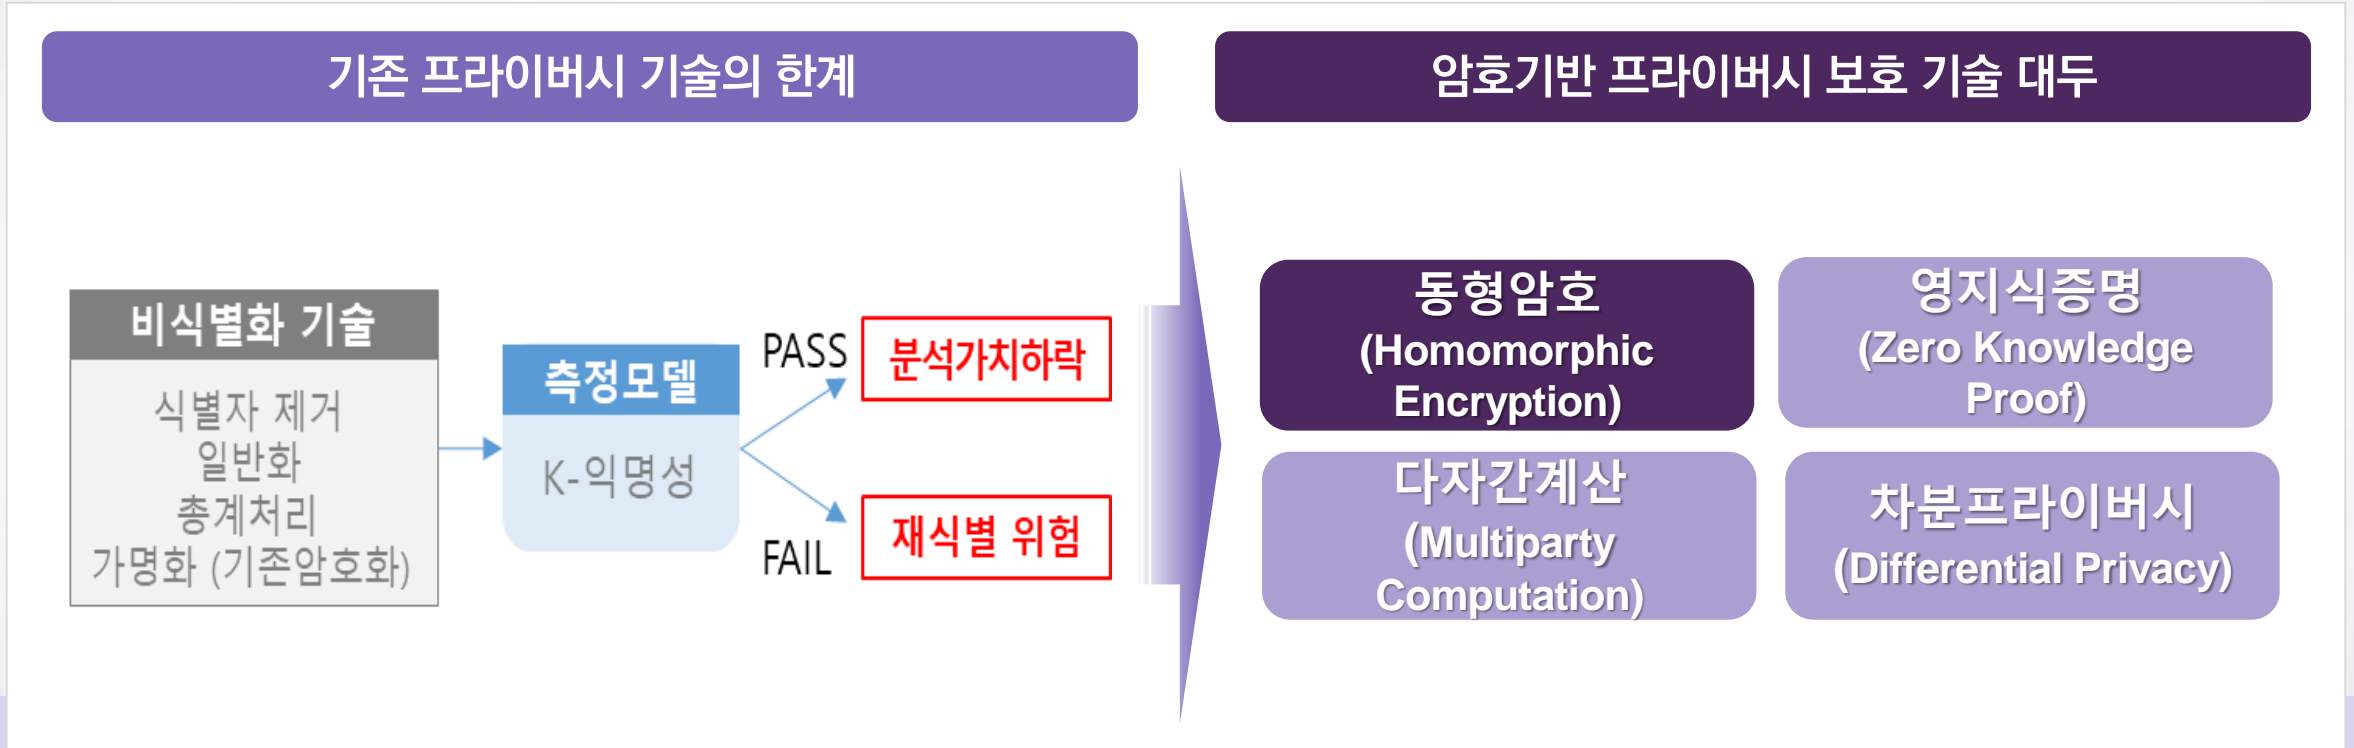 기존 프라이버시 기술의 한계
암호기반 프라이버시 보호 기술 대두
비식별화 기술
식별자 제거
일반화
총계처리
가명화 (기존암호화)
측정모델
K-익명성
PASS
분석가치하락
FAIL
재식별 위험
동형암호
(Homomorphic
Encryption)
영지식증명
(Zero Knowledge
Proof)
다자간계산
(Multiparty
Computation)
차분프라이버시
(Differential Privacy)